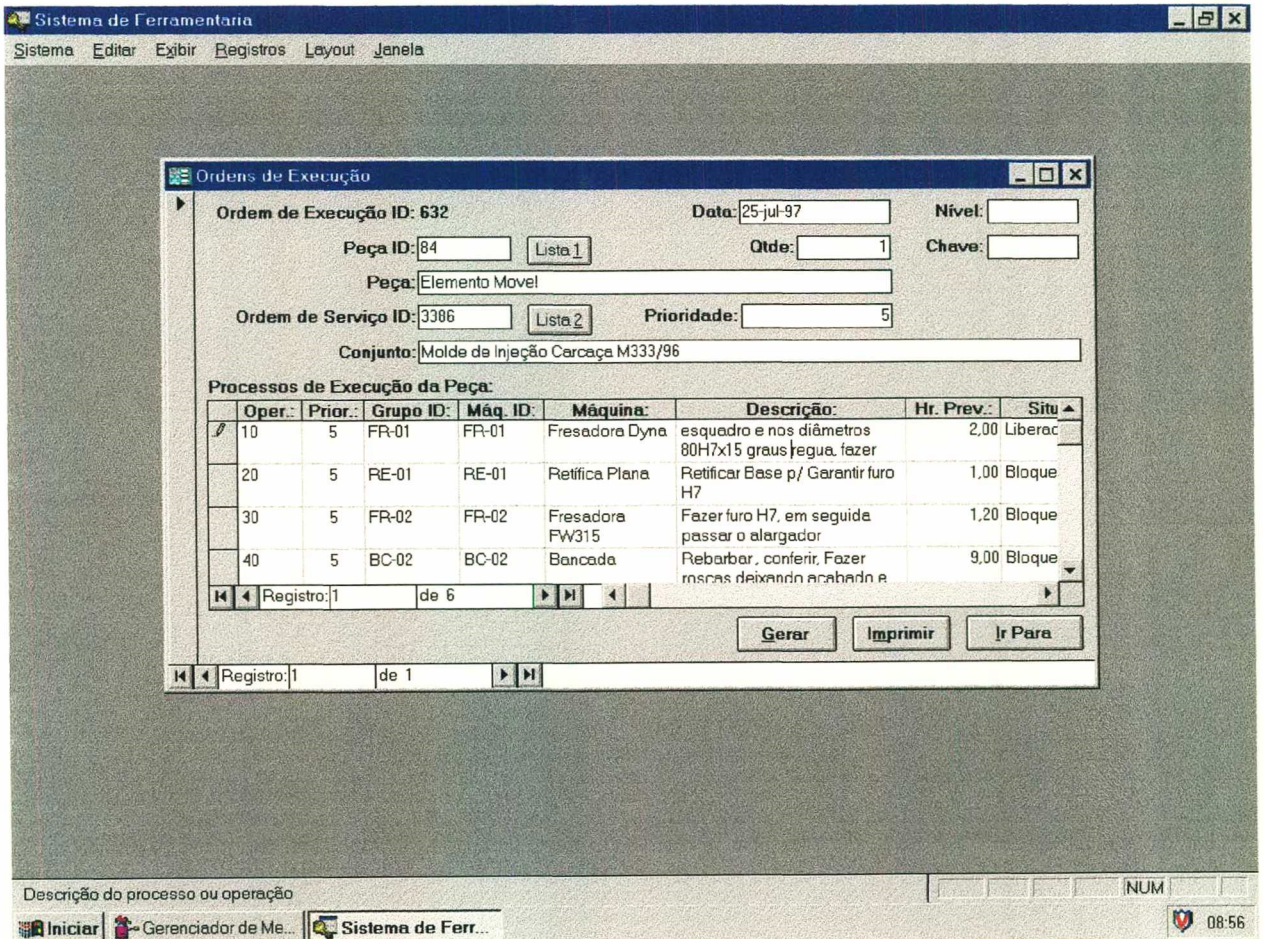 Sistema de Ferramentaria
Sistema Editar Exibir Registros Layout Janela
Ordens de Execução
Ordem de Execução ID: 632 Data: 25-jul-97 Nível:
Peça ID: 84 Lista 1 Qtde: 1 Chave:
Peça: Elemento Movel
Ordem de Serviço ID: 3386 Lista 2 Prioridade: 5
Conjunto: Molde de Injeção Carcaça M333/96
Processos de Execução da Peça:
Oper.: Prior.: Grupo ID: Máq. ID: Máquina: Descrição: Hr. Prev.: Situ
10 5 FR-01 FR-01 Fresadora Dyna esquadro e nos diâmetros 2,00 Liberac
80H7x15 graus regua, fazer
20 5 RE-01 RE-01 Retífica Plana Retificar Base p/ Garantir furo 1,00 Bloque
H7
30 5 FR-02 FR-02 Fresadora Fazer furo H7, em seguida 1,20 Bloque
FW315 passar o alargador
40 5 BC-02 BC-02 Bancada Rebarbar, conferir, Fazer 9,00 Bloque
roscas deixando acabado e
Registro: 1 de 6
Gerar Imprimir Ir Para
Registro: 1 de 1
Descrição do processo ou operação NUM
Iniciar Gerenciador de Me... Sistema de Ferr... 08:56